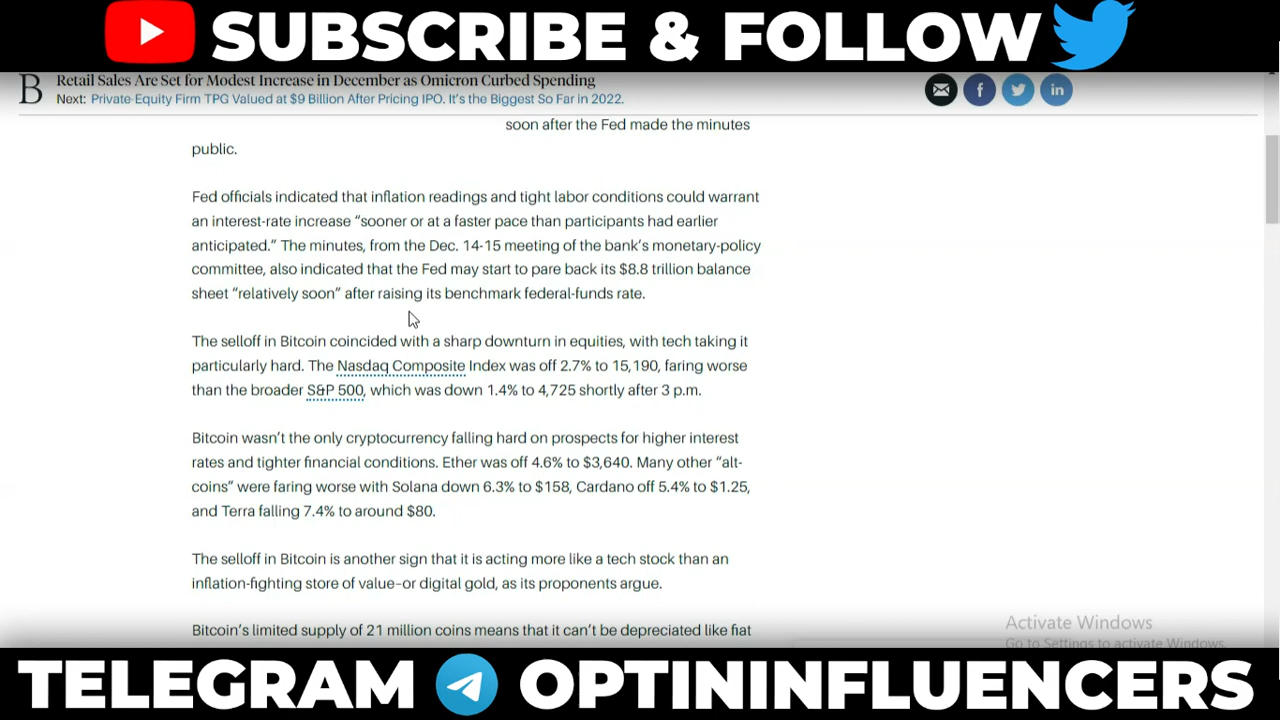 SUBSCRIBE & FOLLOW
B
Retail Sales Are Set for Modest Increase in December as Omicron Curbed Spending
Next: Private Equity Firm TPG Valued at $9 Billion After Pricing IPO. It's the Biggest So Far in 2022.
soon after the Fed made the minutes
public.
Fed officials indicated that inflation readings and tight labor conditions could warrant
an interest-rate increase “sooner or at a faster pace than participants had earlier
anticipated.” The minutes, from the Dec. 14-15 meeting of the bank's monetary-policy
committee, also indicated that the Fed may start to pare back its $8.8 trillion balance
sheet “relatively soon” after raising its benchmark federal-funds rate.
The selloff in Bitcoin coincided with a sharp downturn in equities, with tech taking it
particularly hard. The Nasdaq Composite Index was off 2.7% to 15,190, faring worse
than the broader S&P 500, which was down 1.4% to 4,725 shortly after 3 p.m.
Bitcoin wasn't the only cryptocurrency falling hard on prospects for higher interest
rates and tighter financial conditions. Ether was off 4.6% to $3,640. Many other “alt-
coins” were faring worse with Solana down 6.3% to $158, Cardano off 5.4% to $1.25,
and Terra falling 7.4% to around $80.
The selloff in Bitcoin is another sign that it is acting more like a tech stock than an
inflation-fighting store of value–or digital gold, as its proponents argue.
Bitcoin's limited supply of 21 million coins means that it can't be depreciated like fiat
Activate Windows
Go to Settings to activate Windows.
TELEGRAM OPTININFLUENCERS